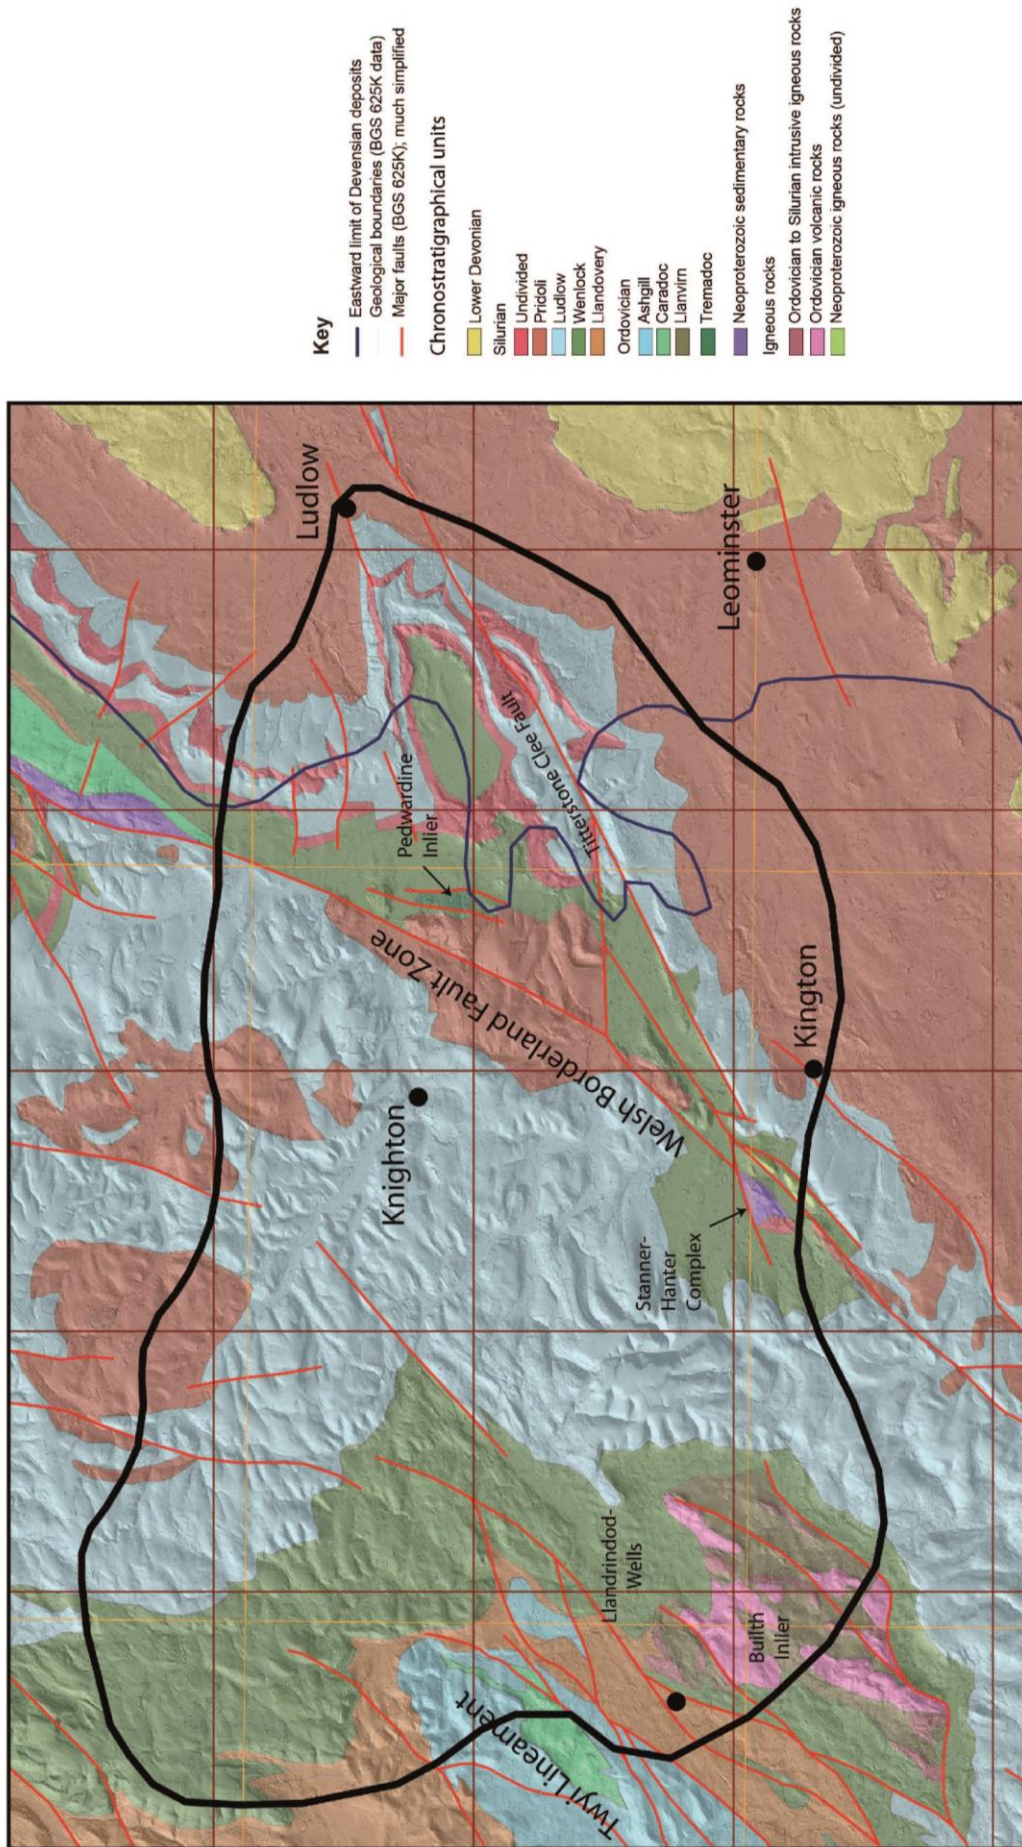 Key
Eastward limit of Devensian deposits
Geological boundaries (BGS 625K data)
Major faults (BGS 625K); much simplified
Chronostratigraphical units
Lower Devonian
Silurian
Undivided
Pridoli
Ludlow
Wenlock
Llandovery
Ordovician
Ashgill
Caradoc
Llanvirn
Tremadoc
Neoproterozoic sedimentary rocks
Igneous rocks
Ordovician to Silurian intrusive igneous rocks
Ordovician volcanic rocks
Neoproterozoic igneous rocks (undivided)
Ludlow
Leominster
Pedwardine
Inlier
Titterstone Clee Fault
Welsh Borderland Fault Zone
Knighton
Kington
Stanner-
Hanter
Complex
Llandrindod-
Wells
Builth
Inlier
Twyi Lineament